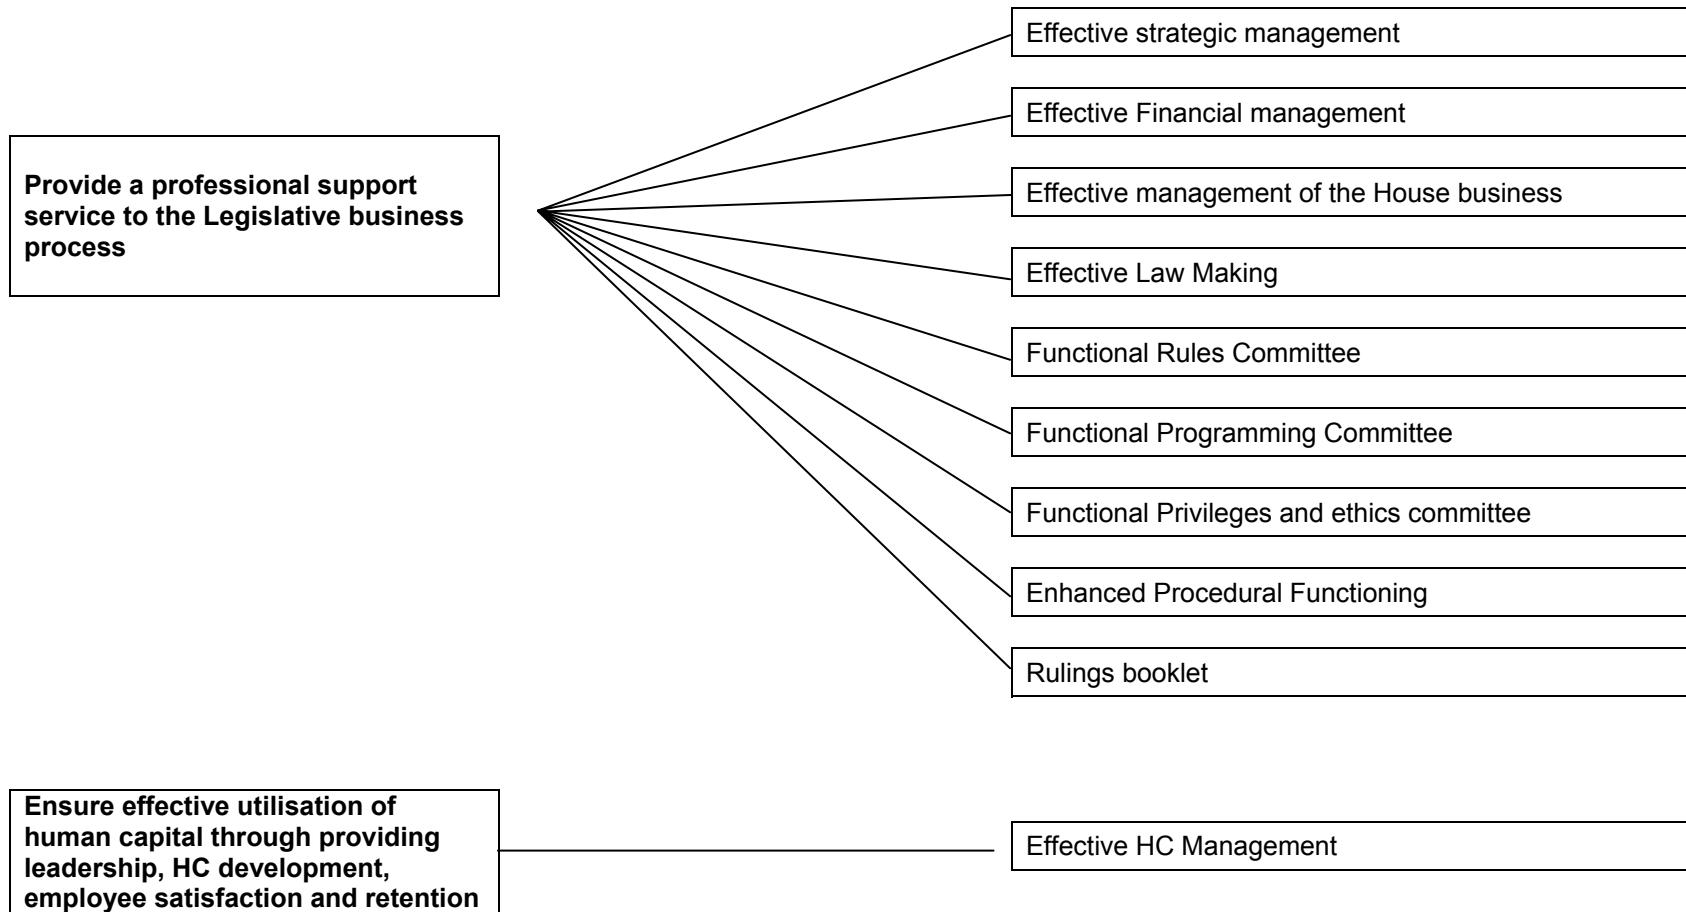 Effective strategic management
Effective Financial management
Provide a professional support
service to the Legislative business
process
Effective management of the House business
Effective Law Making
Functional Rules Committee
Functional Programming Committee
Functional Privileges and ethics committee
Enhanced Procedural Functioning
Rulings booklet
Ensure effective utilisation of
human capital through providing
leadership, HC development,
employee satisfaction and retention
Effective HC Management